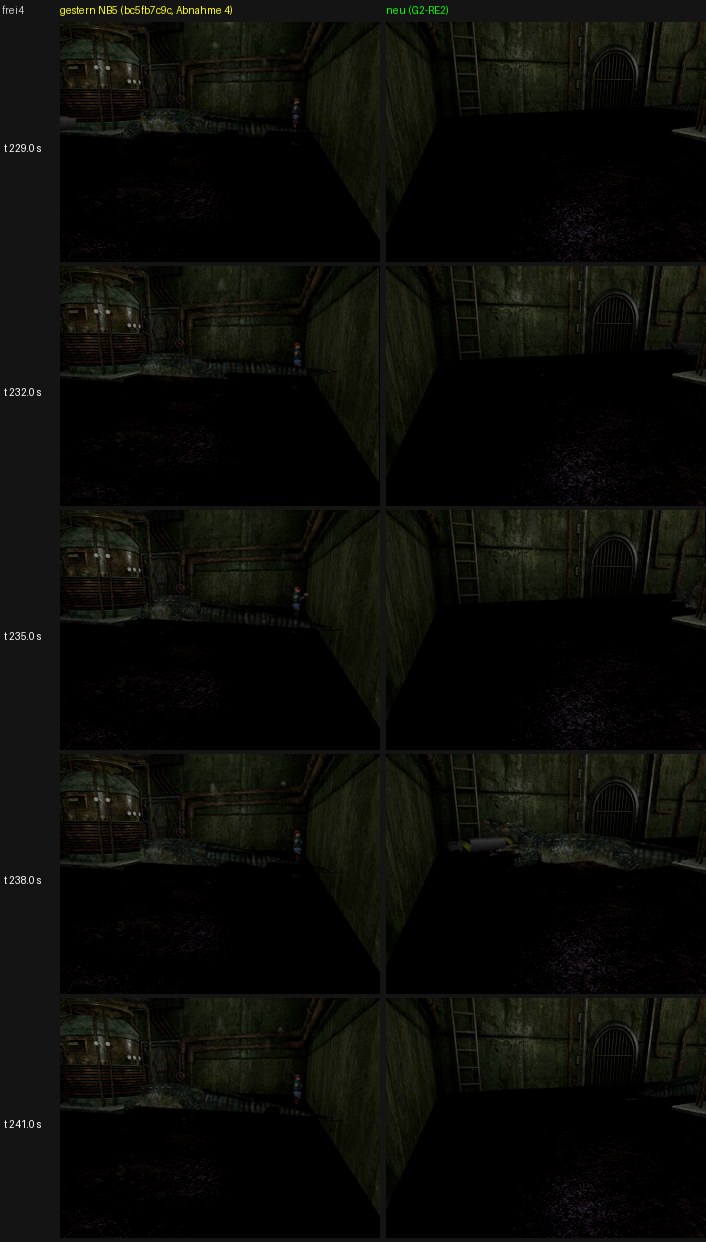 frei4 gestern NB5 (bc5fb7c9c, Abnahme 4) neu (G2-RE2)
t 229.0 s
t 232.0 s
t 235.0 s
t 238.0 s
t 241.0 s